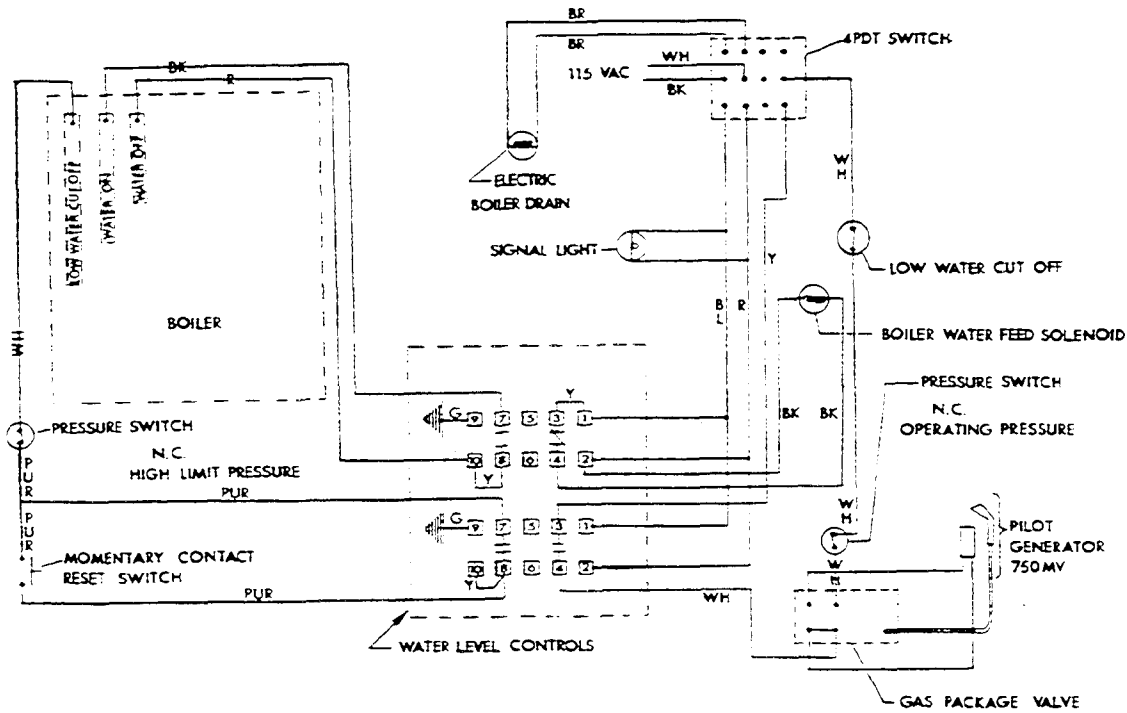 BR
BR
4PDT SWITCH
WH
115 VAC
BK
BK
R
LOW WATER CUT OFF
WATER ON
WATER OFF
ELECTRIC
BOILER DRAIN
WH
SIGNAL LIGHT
P
Y
LOW WATER CUT OFF
BL
R
BOILER
WH
BOILER WATER FEED SOLENOID
PRESSURE SWITCH
N.C.
OPERATING PRESSURE
Y
G
9 7 5 3 1
BK
BK
PRESSURE SWITCH
N.C.
HIGH LIMIT PRESSURE
10 8 6 4 2
Y
PUR
PUR
WH
G
9 7 5 3 1
PILOT
GENERATOR
750 MV
PUR
MOMENTARY CONTACT
RESET SWITCH
10 8 6 4 2
Y
WH
PUR
WH
WATER LEVEL CONTROLS
GAS PACKAGE VALVE